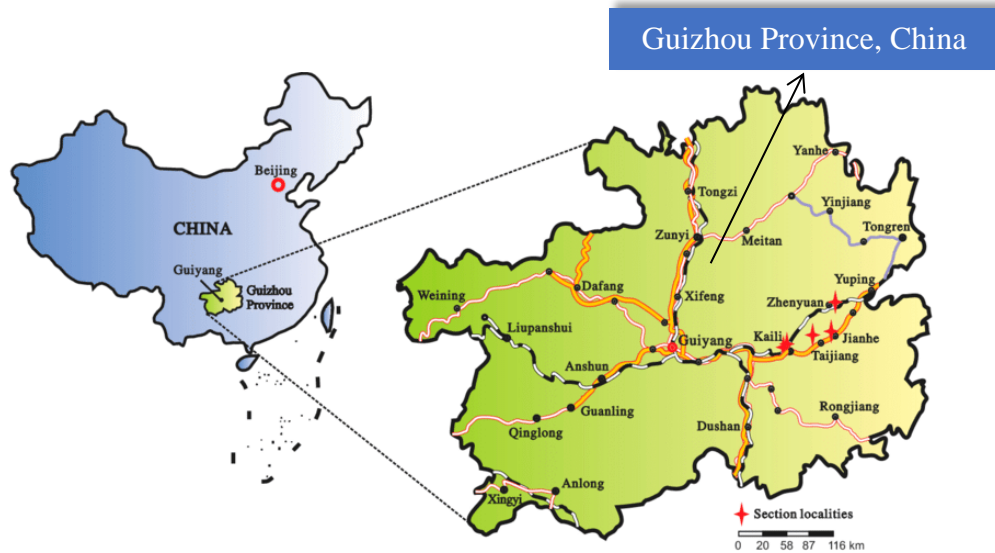 Guizhou Province, China
Beijing
CHINA
Guiyang
Guizhou
Province
Yanhe
Tongzi
Yinjiang
Zunyi
Meitan
Tongren
Yuping
Weining
Dafang
Xifeng
Zhenyuan
Liupanshui
Guiyang
Kaili
Jianhe
Taijiang
Anshun
Guanling
Rongjiang
Qinglong
Dushan
Anlong
Xingyi
Section localities
0 20 58 87 116 km